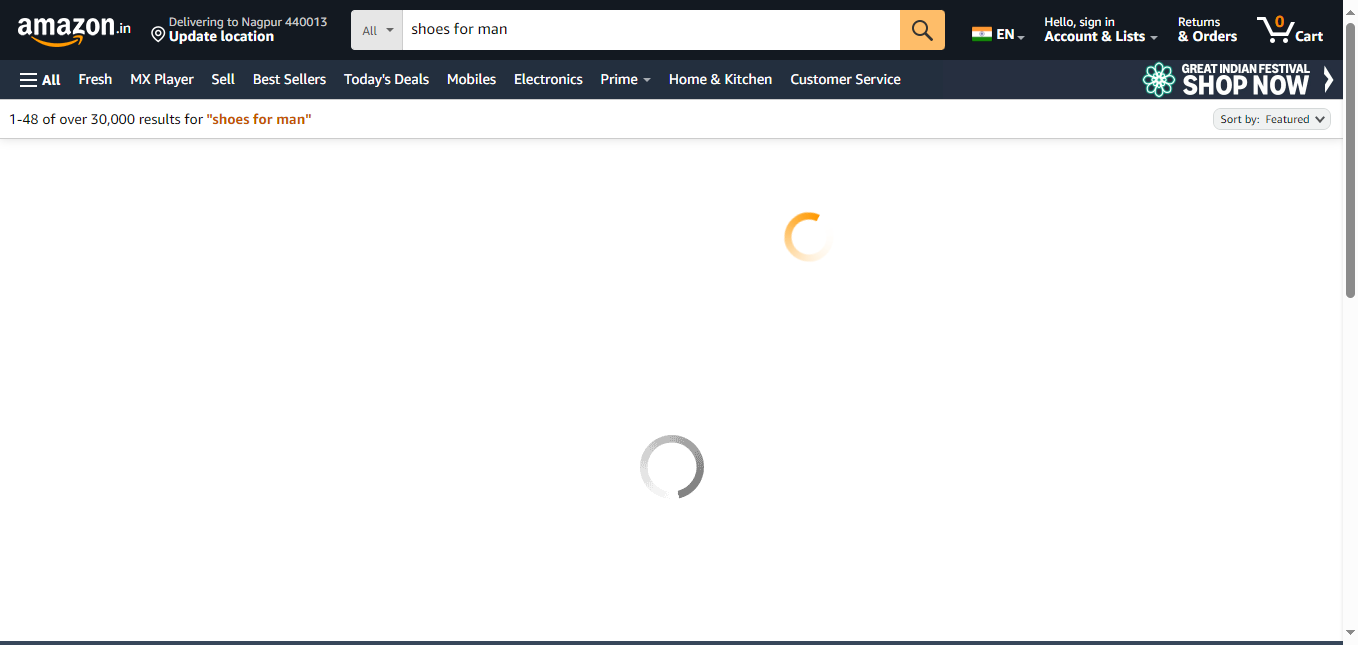 amazon.in
Delivering to Nagpur 440013
Update location
All
shoes for man
EN
Hello, sign in
Account & Lists
Returns
& Orders
0
Cart
All
Fresh
MX Player
Sell
Best Sellers
Today's Deals
Mobiles
Electronics
Prime
Home & Kitchen
Customer Service
GREAT INDIAN FESTIVAL
SHOP NOW
1-48 of over 30,000 results for "shoes for man"
Sort by: Featured